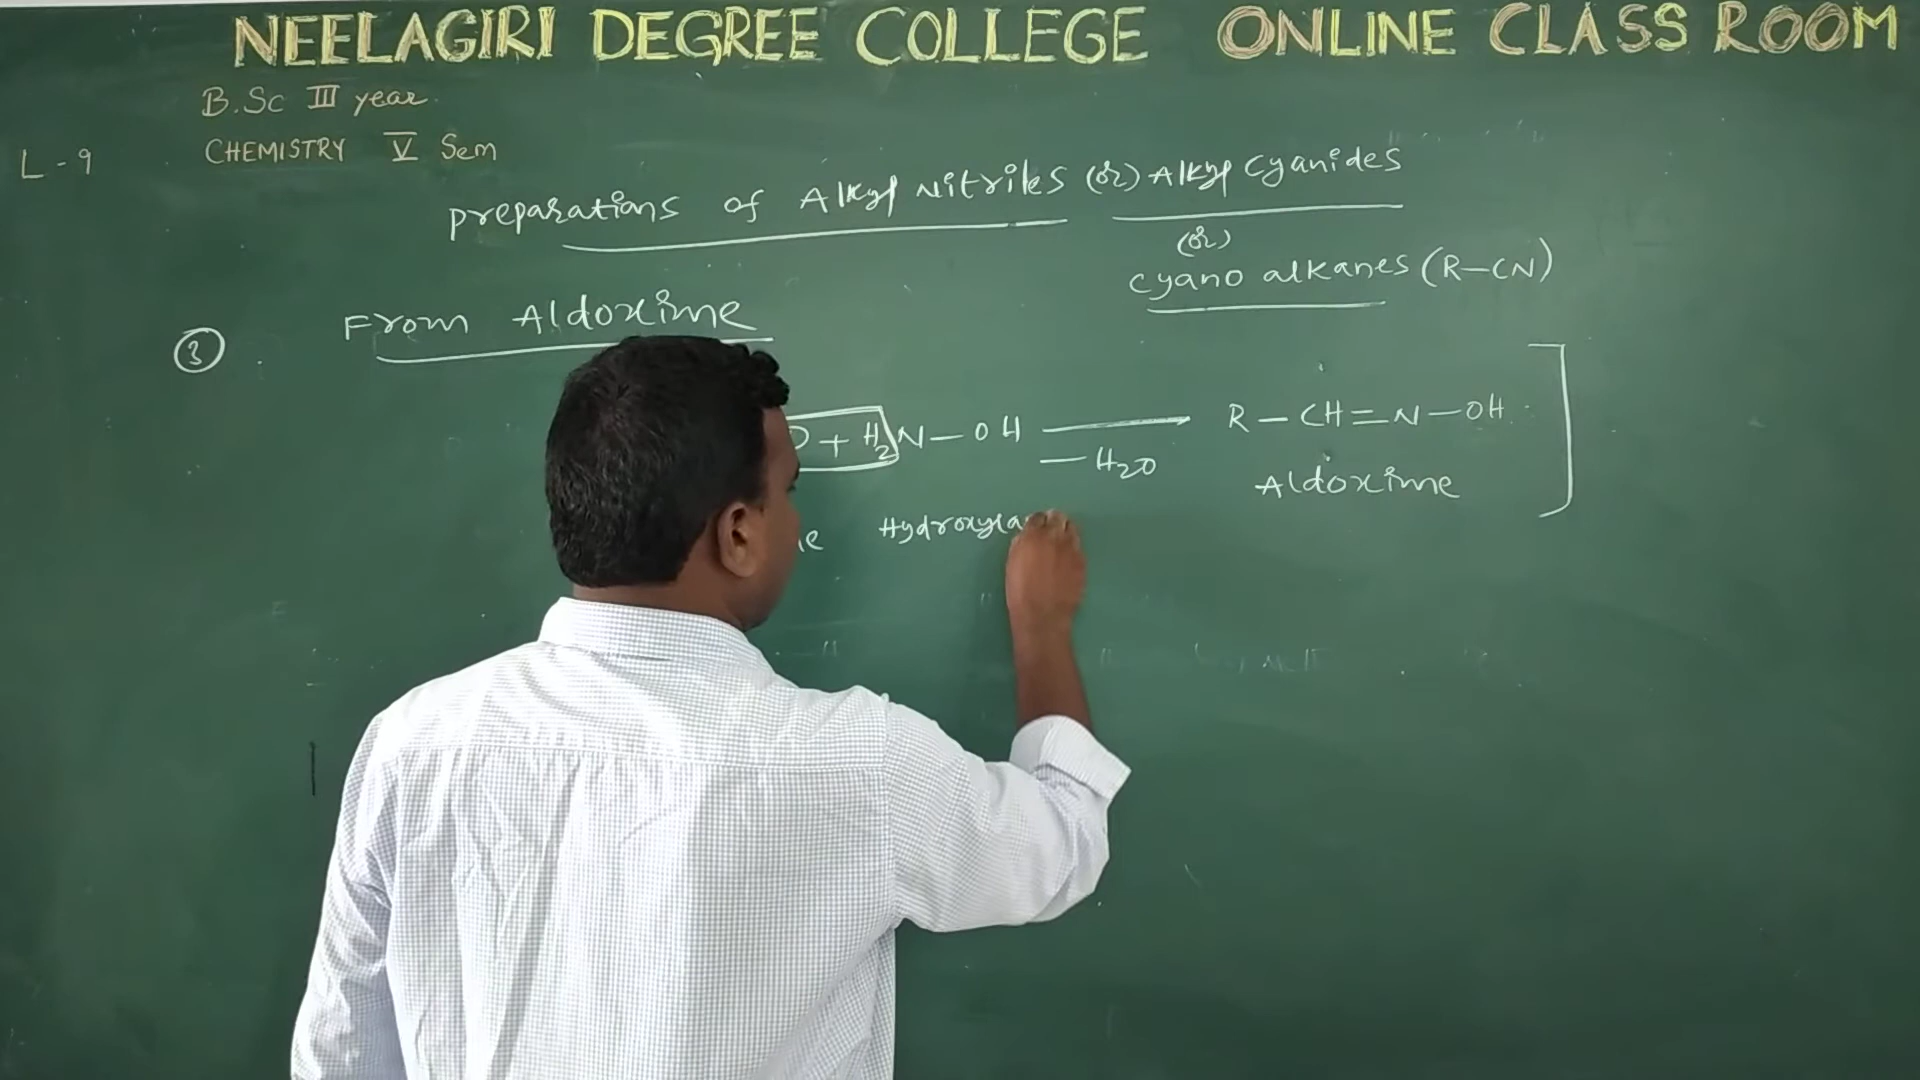 NEELAGIRI DEGREE COLLEGE ONLINE CLASS ROOM
B.Sc III year.
CHEMISTRY V Sem
L-9
preparations of Alkyl Nitriles (or) Alkyl cyanides
(or)
cyano alkanes (R-CN)
3 From Aldoxime
+ H2N-OH —H2O R-CH=N-OH
Aldoxime